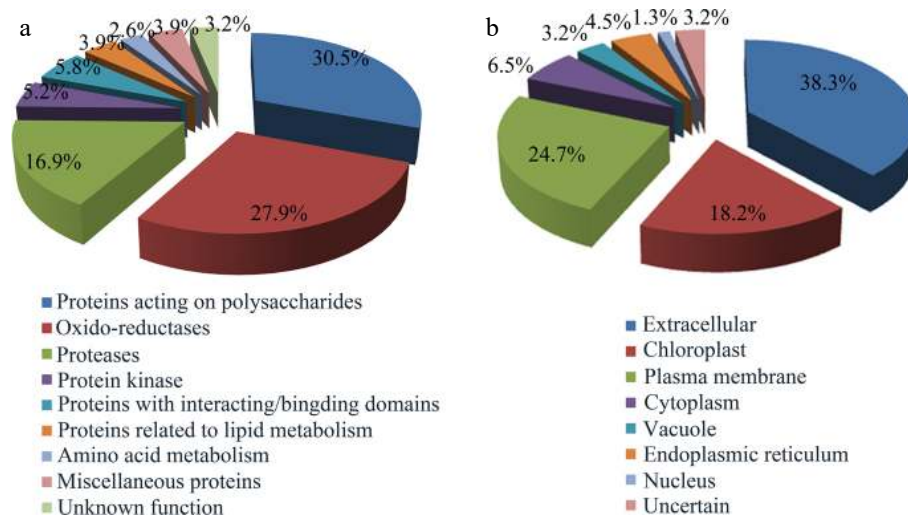 a
30.5%
27.9%
16.9%
5.2%
5.8%
3.9%
2.6%
3.9%
3.2%
Proteins acting on polysaccharides
Oxido-reductases
Proteases
Protein kinase
Proteins with interacting/bingding domains
Proteins related to lipid metabolism
Amino acid metabolism
Miscellaneous proteins
Unknown function
b
38.3%
18.2%
24.7%
6.5%
3.2%
4.5%
1.3%
3.2%
Extracellular
Chloroplast
Plasma membrane
Cytoplasm
Vacuole
Endoplasmic reticulum
Nucleus
Uncertain